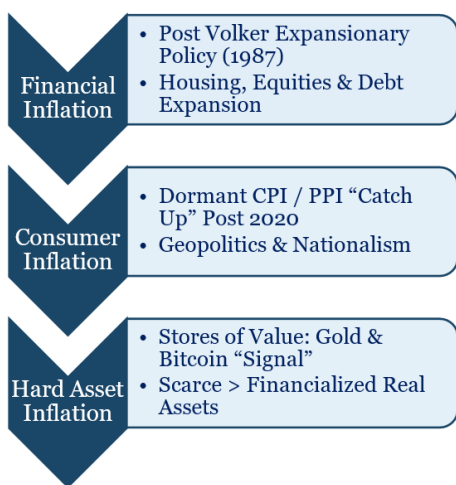 Financial
Inflation
• Post Volker Expansionary
Policy (1987)
• Housing, Equities & Debt
Expansion
Consumer
Inflation
• Dormant CPI / PPI “Catch
Up” Post 2020
• Geopolitics & Nationalism
Hard Asset
Inflation
• Stores of Value: Gold &
Bitcoin “Signal”
• Scarce > Financialized Real
Assets